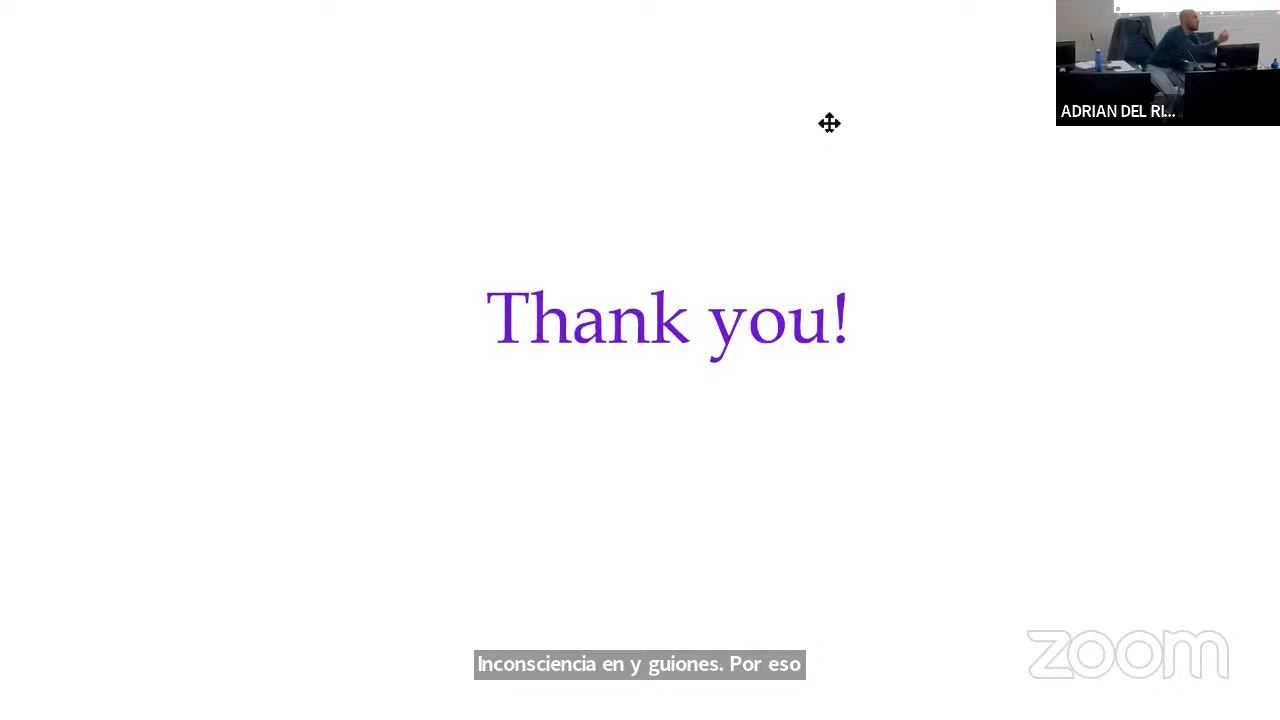 ADRIAN DEL RI...
Thank you!
Inconsciencia en y guiones. Por eso
zoom